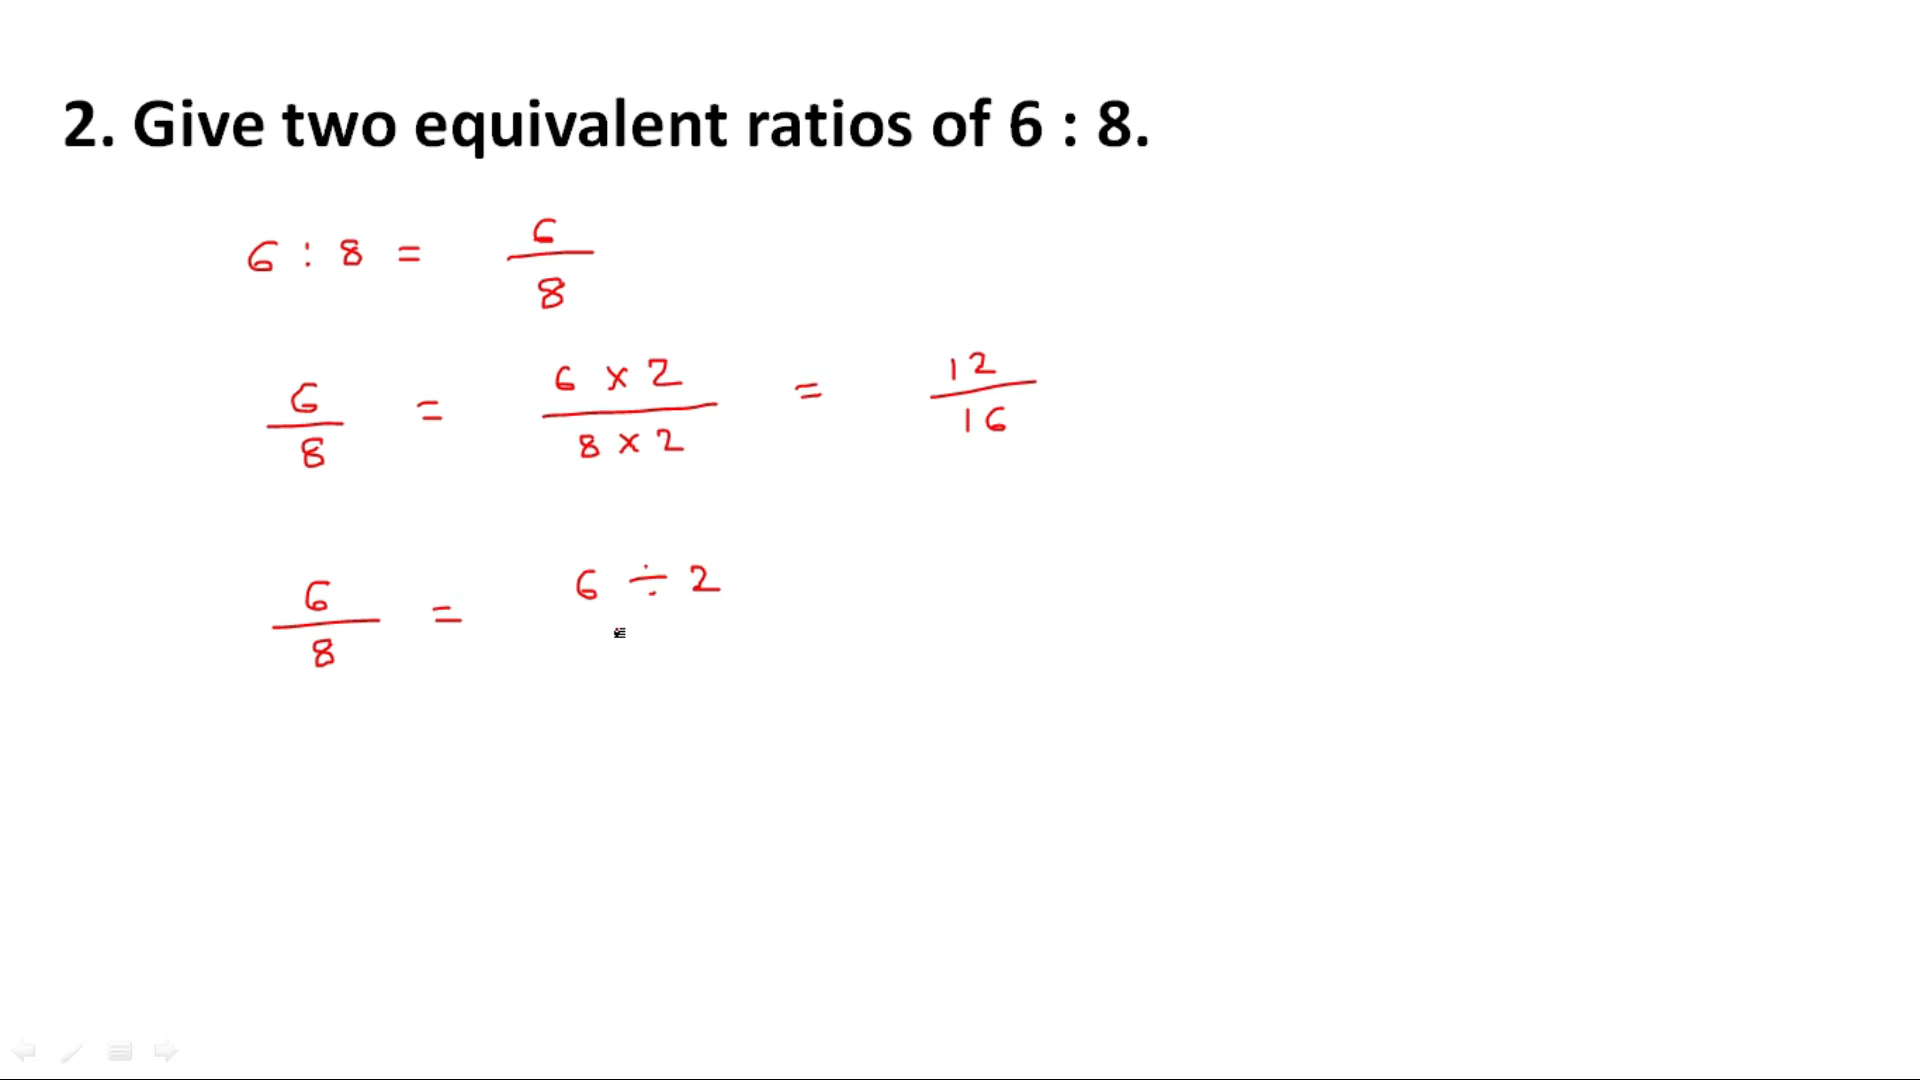 2. Give two equivalent ratios of 6 : 8.
6 : 8 = 6/8
6/8 = 6 × 2/8 × 2 = 12/16
6/8 = 6 ÷ 2